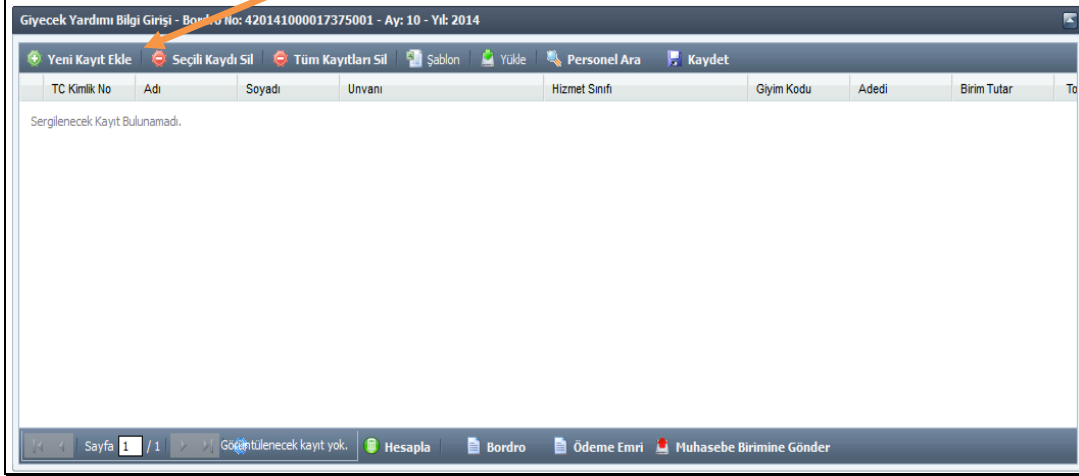 Giyecek Yardımı Bilgi Girişi - Bordro No: 420141000017375001 - Ay: 10 - Yıl: 2014
Yeni Kayıt Ekle Seçili Kaydı Sil Tüm Kayıtları Sil Şablon Yükle Personel Ara Kaydet
TC Kimlik No Adı Soyadı Unvanı Hizmet Sınıfı Giyim Kodu Adedi Birim Tutar To
Sergilenecek Kayıt Bulunamadı.
Sayfa 1 / 1 Görüntülenecek kayıt yok. Hesapla Bordro Ödeme Emri Muhasebe Birimine Gönder